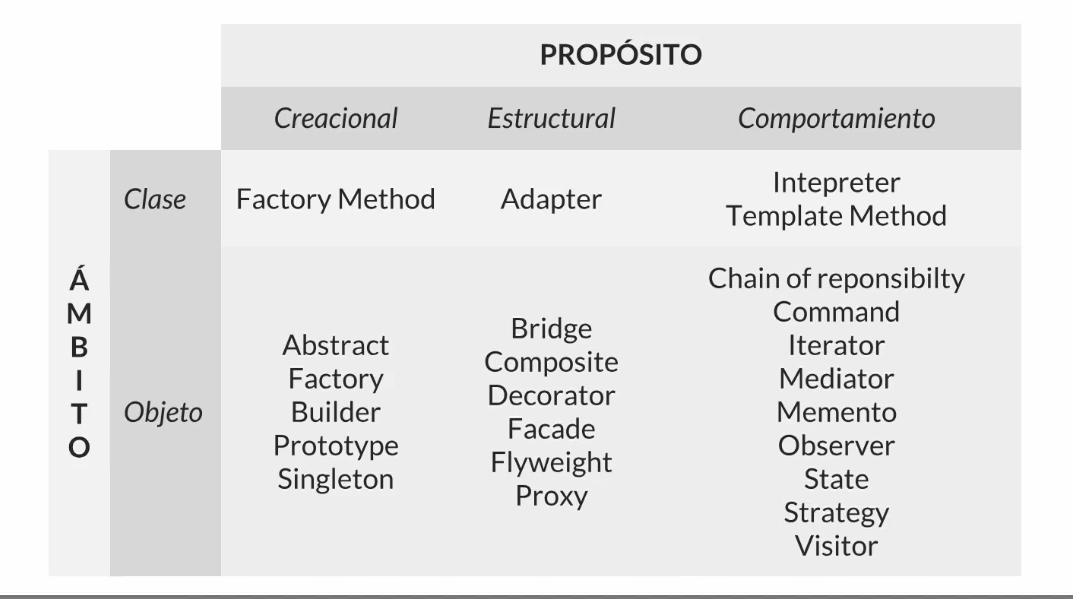 PROPÓSITO
Creacional Estructural Comportamiento
ÁMBITO
Clase
Factory Method
Adapter
Intepreter
Template Method
Objeto
Abstract
Factory
Builder
Prototype
Singleton
Bridge
Composite
Decorator
Facade
Flyweight
Proxy
Chain of reponsibilty
Command
Iterator
Mediator
Memento
Observer
State
Strategy
Visitor